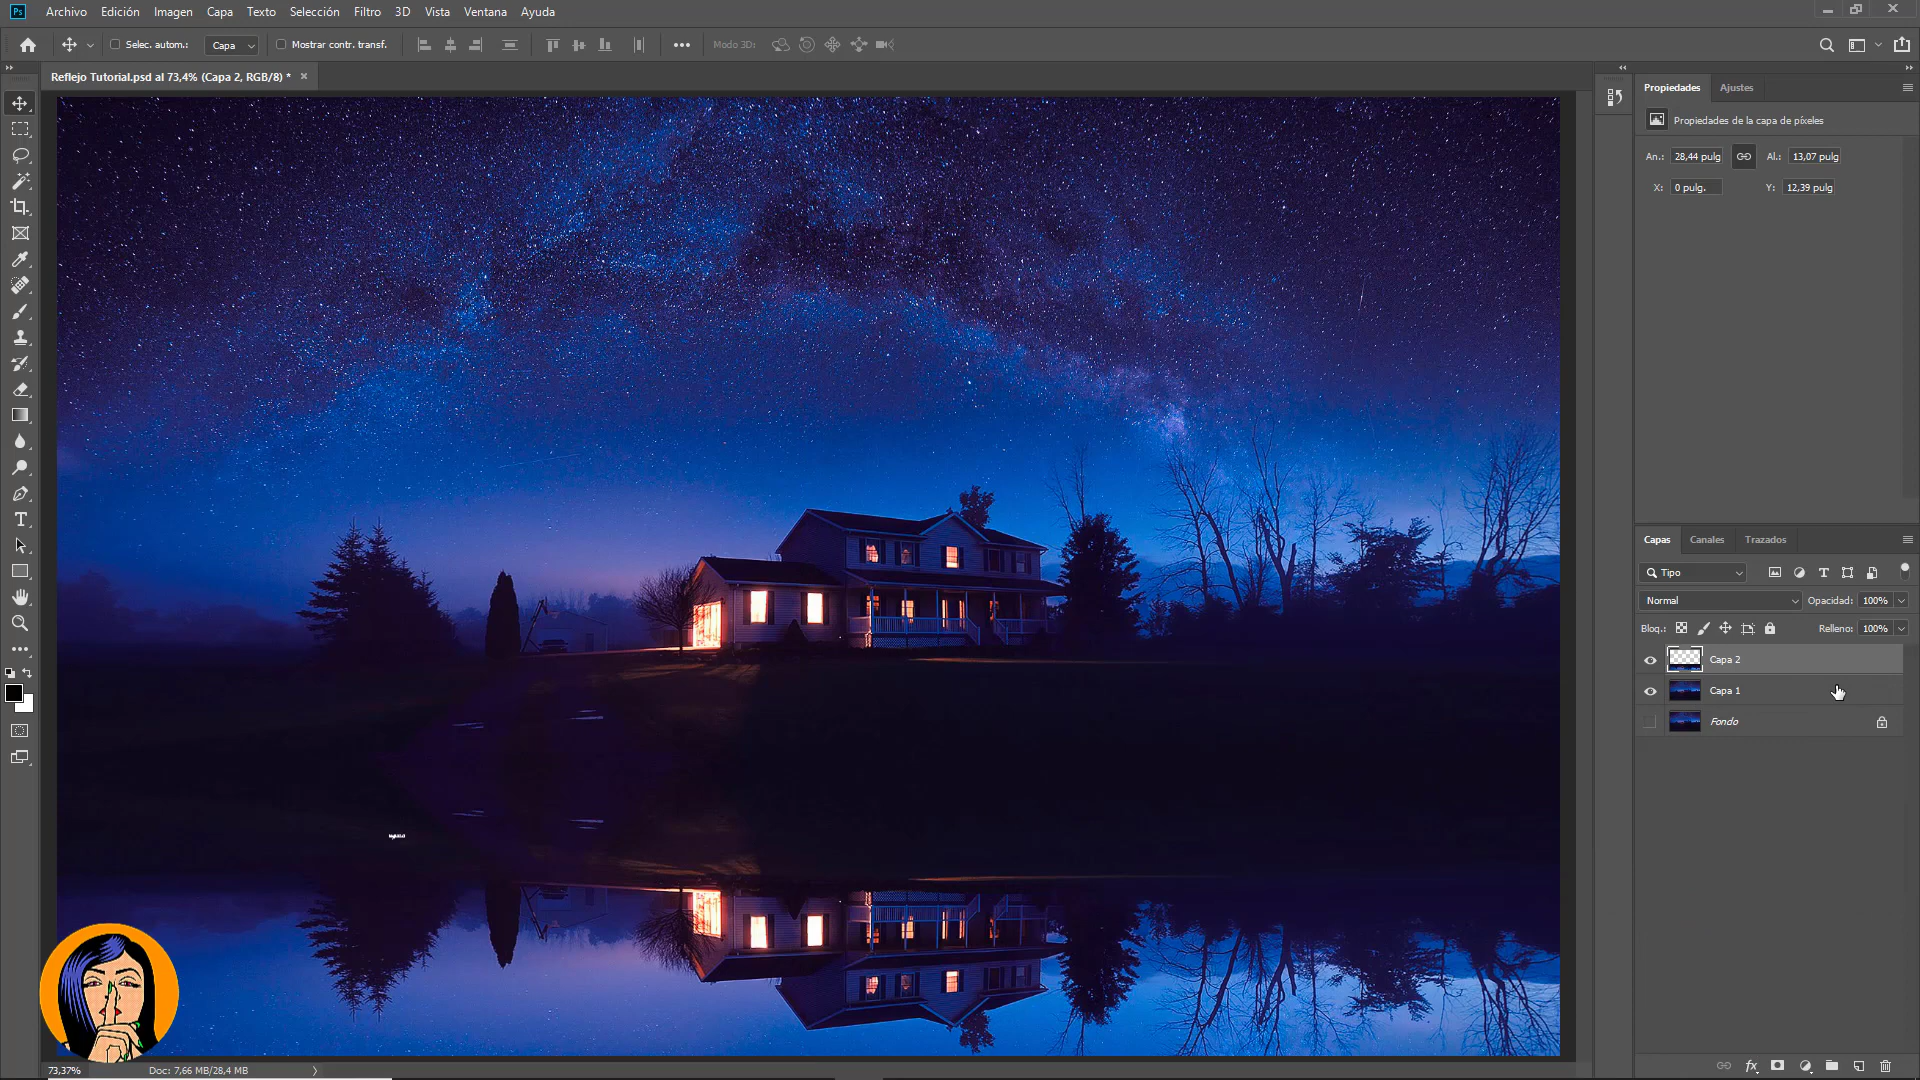 Ps Archivo Edición Imagen Capa Texto Selección Filtro 3D Vista Ventana Ayuda
Selec. autom.: Capa Mostrar contr. transf. Modo 3D:
Reflejo Tutorial.psd al 73,4% (Capa 2, RGB/8) *
Propiedades Ajustes
Propiedades de la capa de píxeles
An.: 28,44 pulg Al.: 13,07 pulg
X: 0 pulg. Y: 12,39 pulg
Capas Canales Trazados
Tipo
Normal Opacidad: 100%
Bloq.: Relleno: 100%
Capa 2
Capa 1
Fondo
73,37% Doc: 7,66 MB/28,4 MB